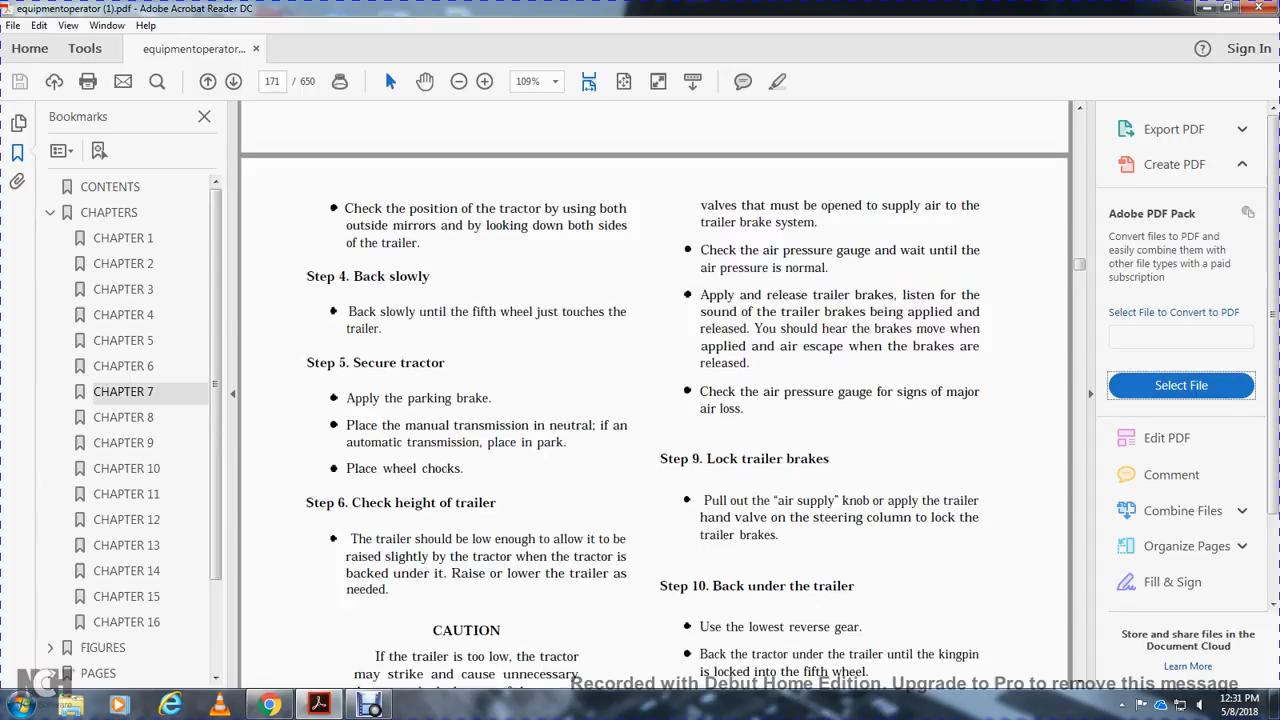 equipmentoperator (1).pdf - Adobe Acrobat Reader DC
File Edit View Window Help
Home Tools equipmentoperator... Sign In
171 / 650 109%
Bookmarks
CONTENTS
CHAPTERS
CHAPTER 1
CHAPTER 2
CHAPTER 3
CHAPTER 4
CHAPTER 5
CHAPTER 6
CHAPTER 7
CHAPTER 8
CHAPTER 9
CHAPTER 10
CHAPTER 11
CHAPTER 12
CHAPTER 13
CHAPTER 14
CHAPTER 15
CHAPTER 16
FIGURES
PAGES
Check the position of the tractor by using both
outside mirrors and by looking down both sides
of the trailer.
Step 4. Back slowly
Back slowly until the fifth wheel just touches the
trailer.
Step 5. Secure tractor
Apply the parking brake.
Place the manual transmission in neutral; if an
automatic transmission, place in park.
Place wheel chocks.
Step 6. Check height of trailer
The trailer should be low enough to allow it to be
raised slightly by the tractor when the tractor is
backed under it. Raise or lower the trailer as
needed.
CAUTION
If the trailer is too low, the tractor
may strike and cause unnecessary
valves that must be opened to supply air to the
trailer brake system.
Check the air pressure gauge and wait until the
air pressure is normal.
Apply and release trailer brakes, listen for the
sound of the trailer brakes being applied and
released. You should hear the brakes move when
applied and air escape when the brakes are
released.
Check the air pressure gauge for signs of major
air loss.
Step 9. Lock trailer brakes
Pull out the “air supply” knob or apply the trailer
hand valve on the steering column to lock the
trailer brakes.
Step 10. Back under the trailer
Use the lowest reverse gear.
Back the tractor under the trailer until the kingpin
is locked into the fifth wheel.
Export PDF
Create PDF
Adobe PDF Pack
Convert files to PDF and
easily combine them with
other file types with a paid
subscription
Select File to Convert to PDF
Select File
Edit PDF
Comment
Combine Files
Organize Pages
Fill & Sign
Store and share files in the
Document Cloud
Learn More
Recorded with Debut Home Edition. Upgrade to Pro to remove this message
NCH
Software
12:31 PM
5/8/2018